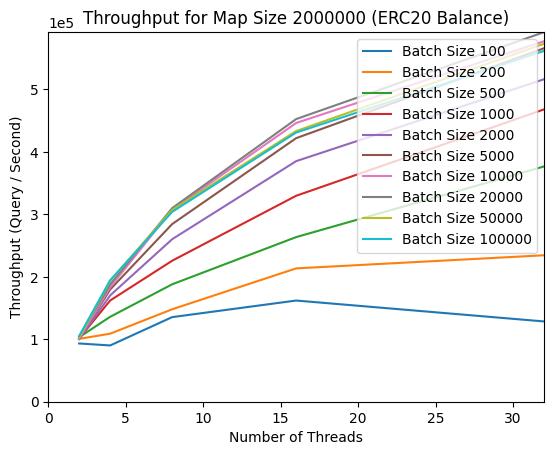 Throughput for Map Size 2000000 (ERC20 Balance)
1e5
Batch Size 100
Batch Size 200
Batch Size 500
Batch Size 1000
Batch Size 2000
Batch Size 5000
Batch Size 10000
Batch Size 20000
Batch Size 50000
Batch Size 100000
Throughput (Query / Second)
5
4
3
2
1
0
0 5 10 15 20 25 30
Number of Threads